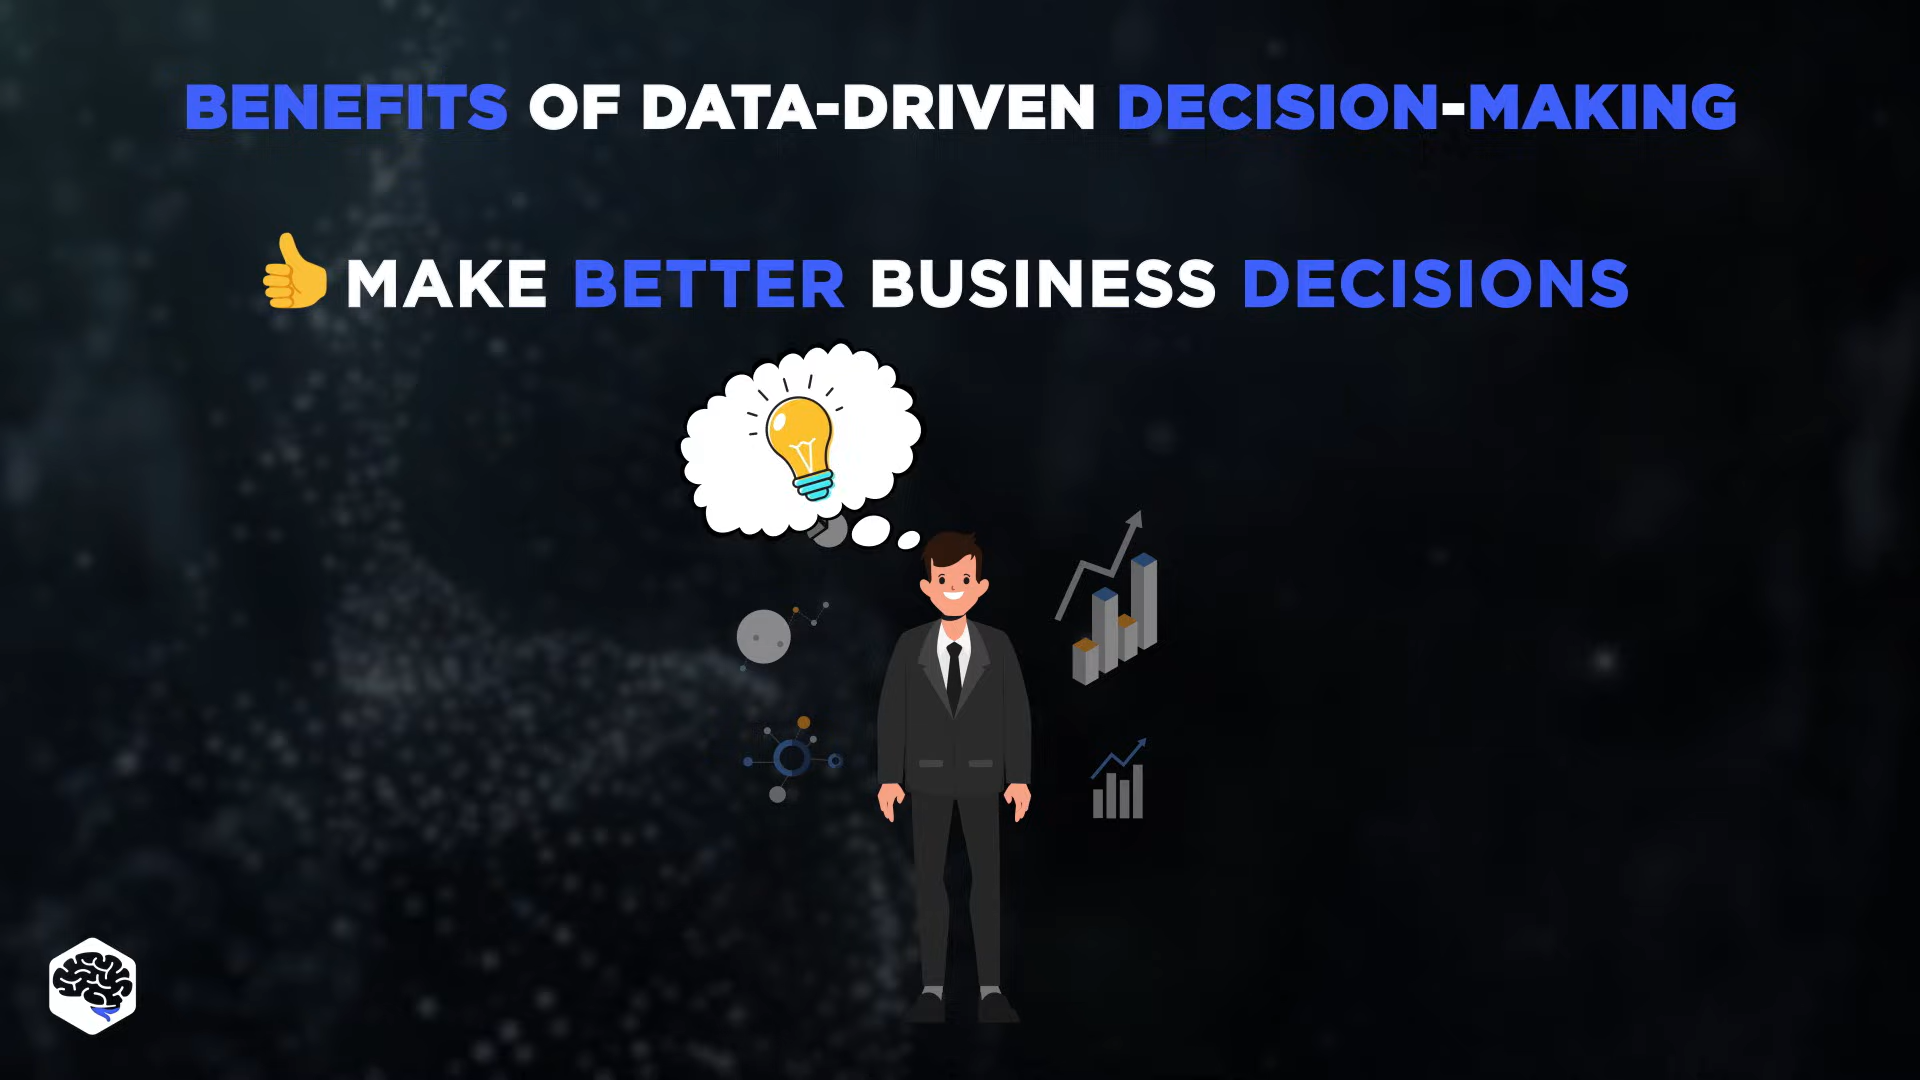 BENEFITS OF DATA-DRIVEN DECISION-MAKING
MAKE BETTER BUSINESS DECISIONS